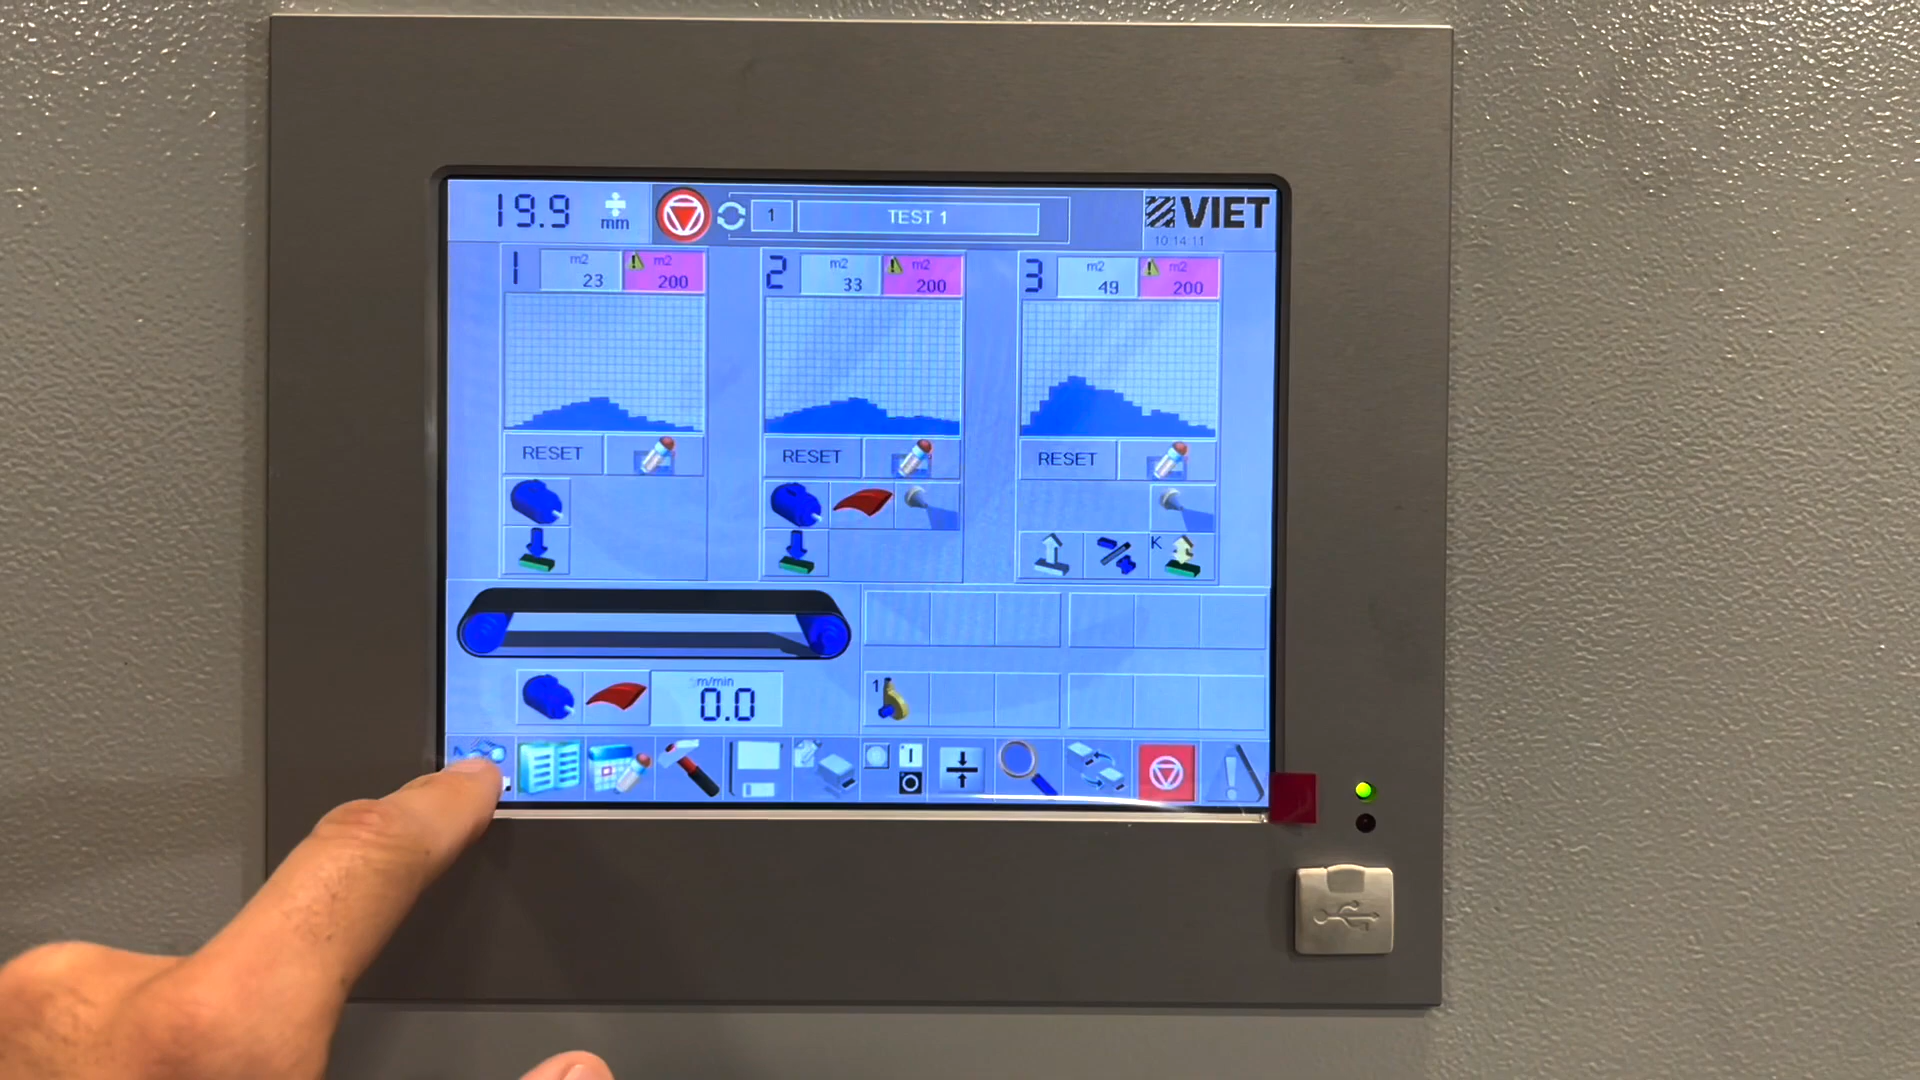 19.9 mm 1 TEST 1 VIET
10:14:11
1 m2 23 m2 200
2 m2 33 m2 200
3 m2 49 m2 200
RESET RESET RESET
K
m/min
0.0
1
I
O